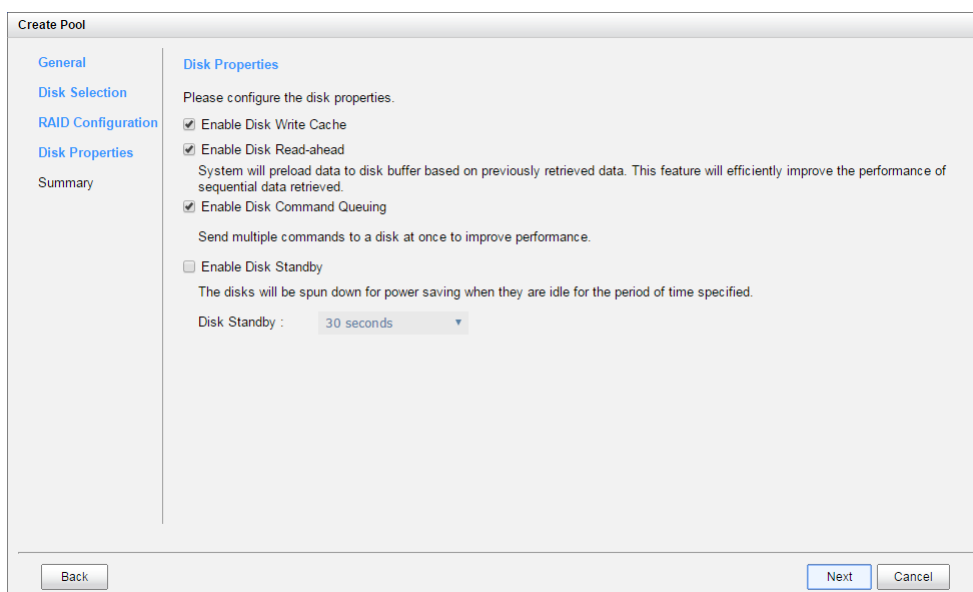 Create Pool
General
Disk Selection
RAID Configuration
Disk Properties
Summary
Disk Properties
Please configure the disk properties.
Enable Disk Write Cache
Enable Disk Read-ahead
System will preload data to disk buffer based on previously retrieved data. This feature will efficiently improve the performance of
sequential data retrieved.
Enable Disk Command Queuing
Send multiple commands to a disk at once to improve performance.
Enable Disk Standby
The disks will be spun down for power saving when they are idle for the period of time specified.
Disk Standby : 30 seconds
Back Next Cancel